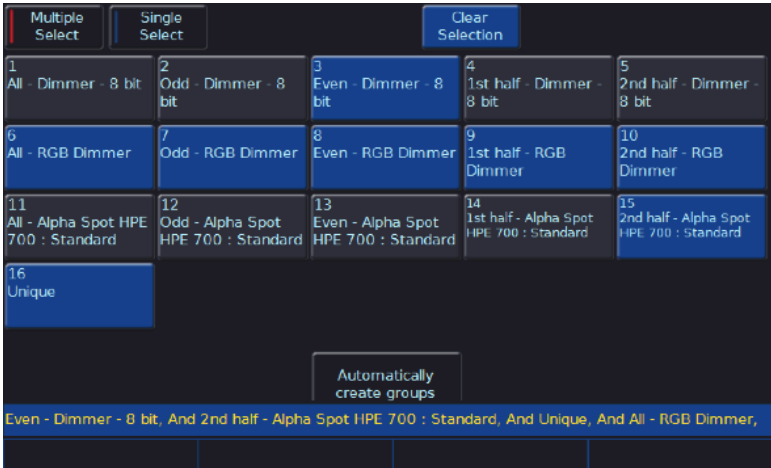 Multiple
Select
Single
Select
Clear
Selection
1
All - Dimmer - 8 bit
2
Odd - Dimmer - 8
bit
3
Even - Dimmer - 8
bit
4
1st half - Dimmer -
8 bit
5
2nd half - Dimmer -
8 bit
6
All - RGB Dimmer
7
Odd - RGB Dimmer
8
Even - RGB Dimmer
9
1st half - RGB
Dimmer
10
2nd half - RGB
Dimmer
11
All - Alpha Spot HPE
700 : Standard
12
Odd - Alpha Spot
HPE 700 : Standard
13
Even - Alpha Spot
HPE 700 : Standard
14
1st half - Alpha Spot
HPE 700 : Standard
15
2nd half - Alpha Spot
HPE 700 : Standard
16
Unique
Automatically
create groups
Even - Dimmer - 8 bit, And 2nd half - Alpha Spot HPE 700 : Standard, And Unique, And All - RGB Dimmer,